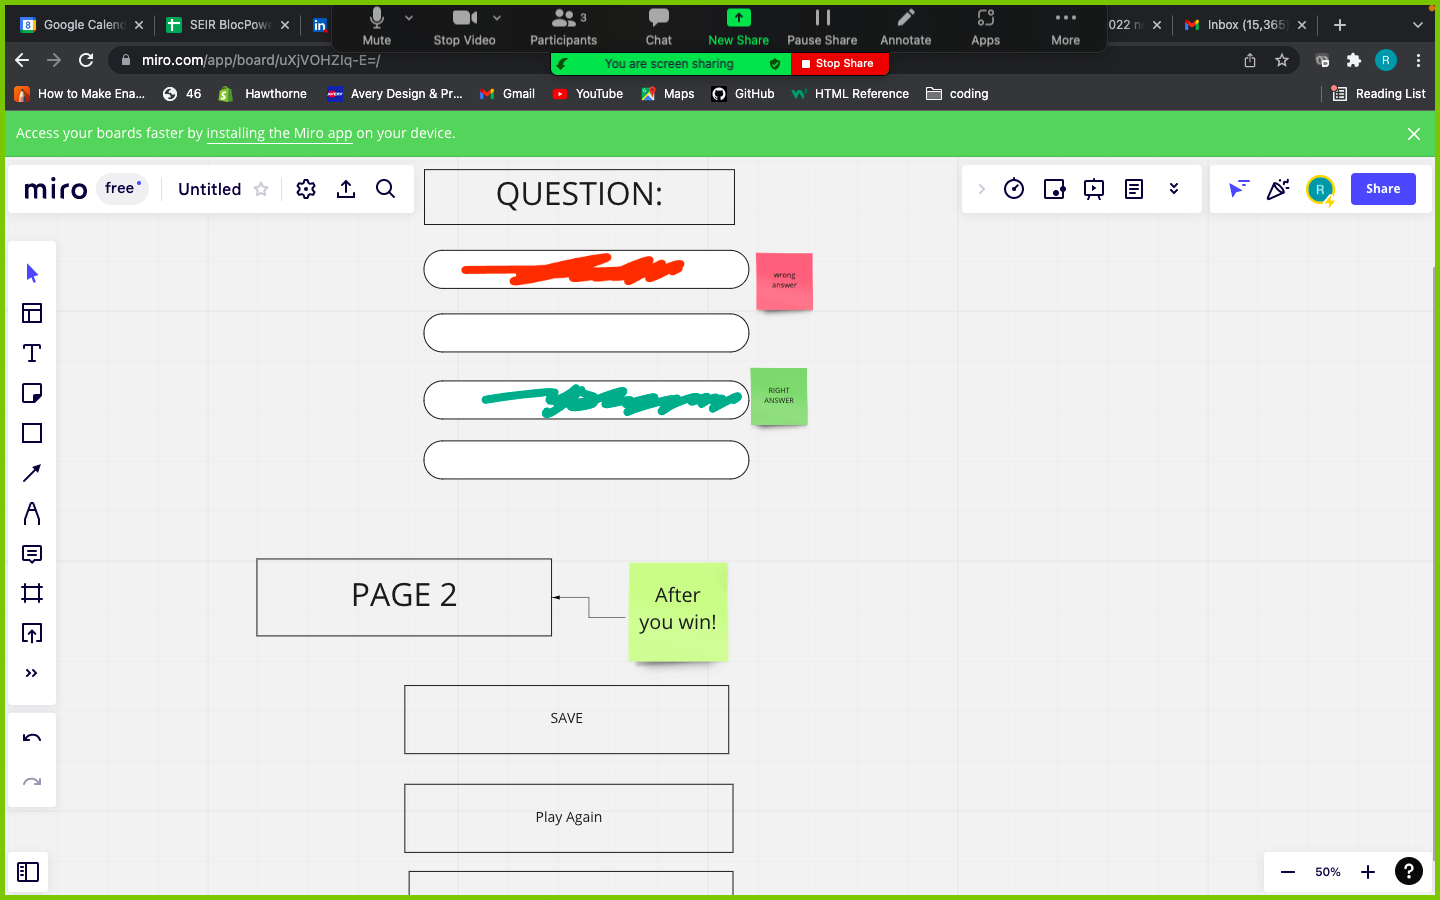 Google Calend
SEIR BlocPowe
Mute
Stop Video
3
Participants
Chat
New Share
Pause Share
Annotate
Apps
More
022 n
Inbox (15,365)
miro.com/app/board/uXjVOHZIq-E=/
You are screen sharing
Stop Share
R
How to Make Ena...
46
Hawthorne
Avery Design & Pr...
Gmail
YouTube
Maps
GitHub
HTML Reference
coding
Reading List
Access your boards faster by installing the Miro app on your device.
miro
free
Untitled
R
Share
QUESTION:
wrong
answer
RIGHT
ANSWER
PAGE 2
After
you win!
SAVE
Play Again
50%